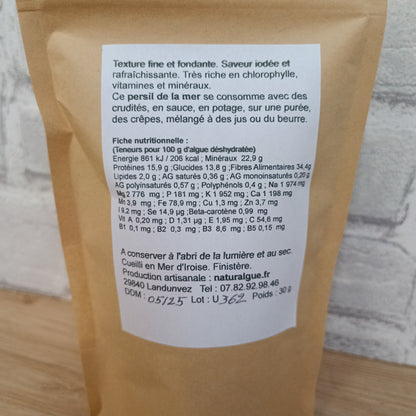 Texture fine et fondante. Saveur iodée et
rafraîchissante. Très riche en chlorophylle,
vitamines et minéraux.
Ce persil de la mer se consomme avec des
crudités, en sauce, en potage, sur une purée,
des crêpes, mélangé à des jus ou du beurre.
Fiche nutritionnelle :
(Teneurs pour 100 g d'algue déshydratée)
Energie 861 kJ / 206 kcal ; Minéraux 22,9 g
Protéines 15,9 g ;Glucides 13,8 g ;Fibres Alimentaires 34,4g
Lipides 2,0 g ; AG saturés 0,36 g ; AG monoinsaturés 0,20 g
AG polyinsaturés 0,57 g ; Polyphénols 0,4 g ; Na 1 974 mg
Mg 2 776 mg ; P 181 mg ; K 1 952 mg ; Ca 1 198 mg
Mn 3,9 mg ; Fe 78,9 mg ; Cu 1,3 mg ; Zn 3,7 mg
I 9,2 mg ; Se 14,9 µg ;Beta-carotène 0,99 mg
Vit A 0,20 mg ; D 1,31 µg ; E 1,95 mg ; C 54,6 mg
B1 0,1 mg ; B2 0,3 mg ; B3 8,6 mg ; B5 0,15 mg
A conserver à l'abri de la lumière et au sec.
Cueilli en Mer d'Iroise. Finistère.
Production artisanale : naturalgue.fr
29840 Landunvez Tel : 07.82.92.98.46
DDM : 05/25 Lot : U362 Poids : 30 g